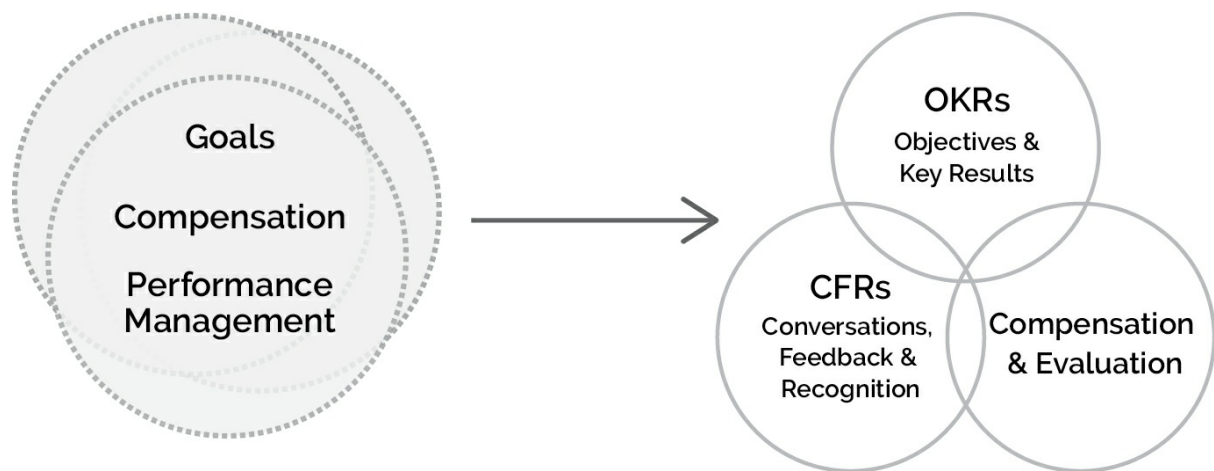 Goals
Compensation
Performance
Management
OKRs
Objectives &
Key Results
CFRs
Conversations,
Feedback &
Recognition
Compensation
& Evaluation